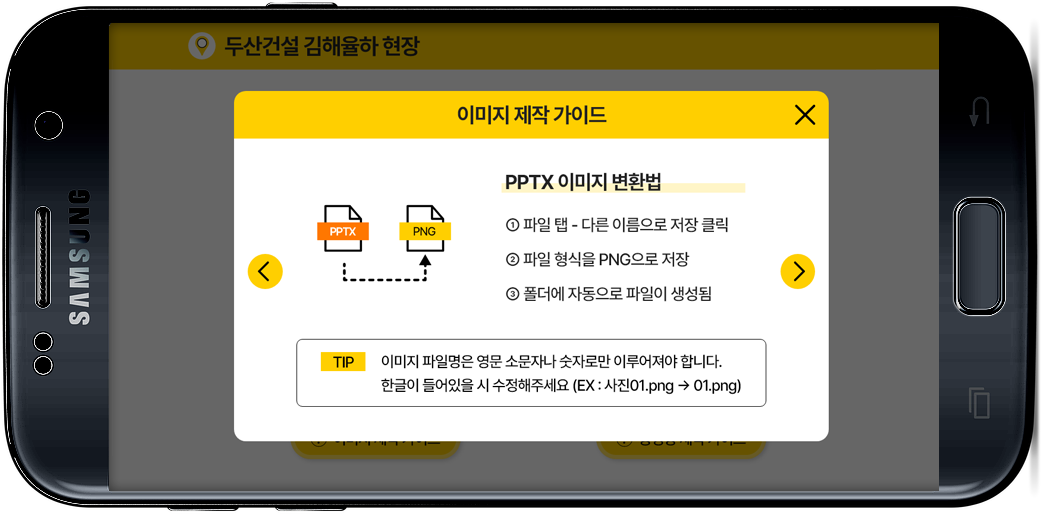 두산건설 김해율하 현장
이미지 제작 가이드
PPTX 이미지 변환법
① 파일 탭 - 다른 이름으로 저장 클릭
② 파일 형식을 PNG으로 저장
③ 폴더에 자동으로 파일이 생성됨
PPTX
PNG
TIP
이미지 파일명은 영문 소문자나 숫자로만 이루어져야 합니다.
한글이 들어있을 시 수정해주세요 (EX : 사진01.png → 01.png)
SAMSUNG